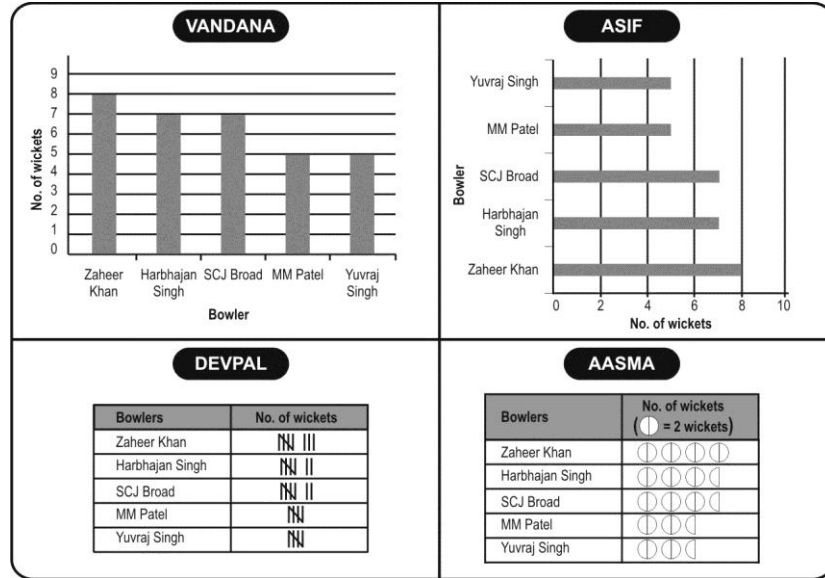 VANDANA
No. of wickets
9
8
7
6
5
4
3
2
1
0
Zaheer Khan
Harbhajan Singh
SCJ Broad
MM Patel
Yuvraj Singh
Bowler
ASIF
Bowler
Yuvraj Singh
MM Patel
SCJ Broad
Harbhajan
Singh
Zaheer Khan
0 2 4 6 8 10
No. of wickets
DEVPAL
Bowlers No. of wickets
Zaheer Khan
Harbhajan Singh
SCJ Broad
MM Patel
Yuvraj Singh
AASMA
Bowlers No. of wickets
( = 2 wickets)
Zaheer Khan
Harbhajan Singh
SCJ Broad
MM Patel
Yuvraj Singh